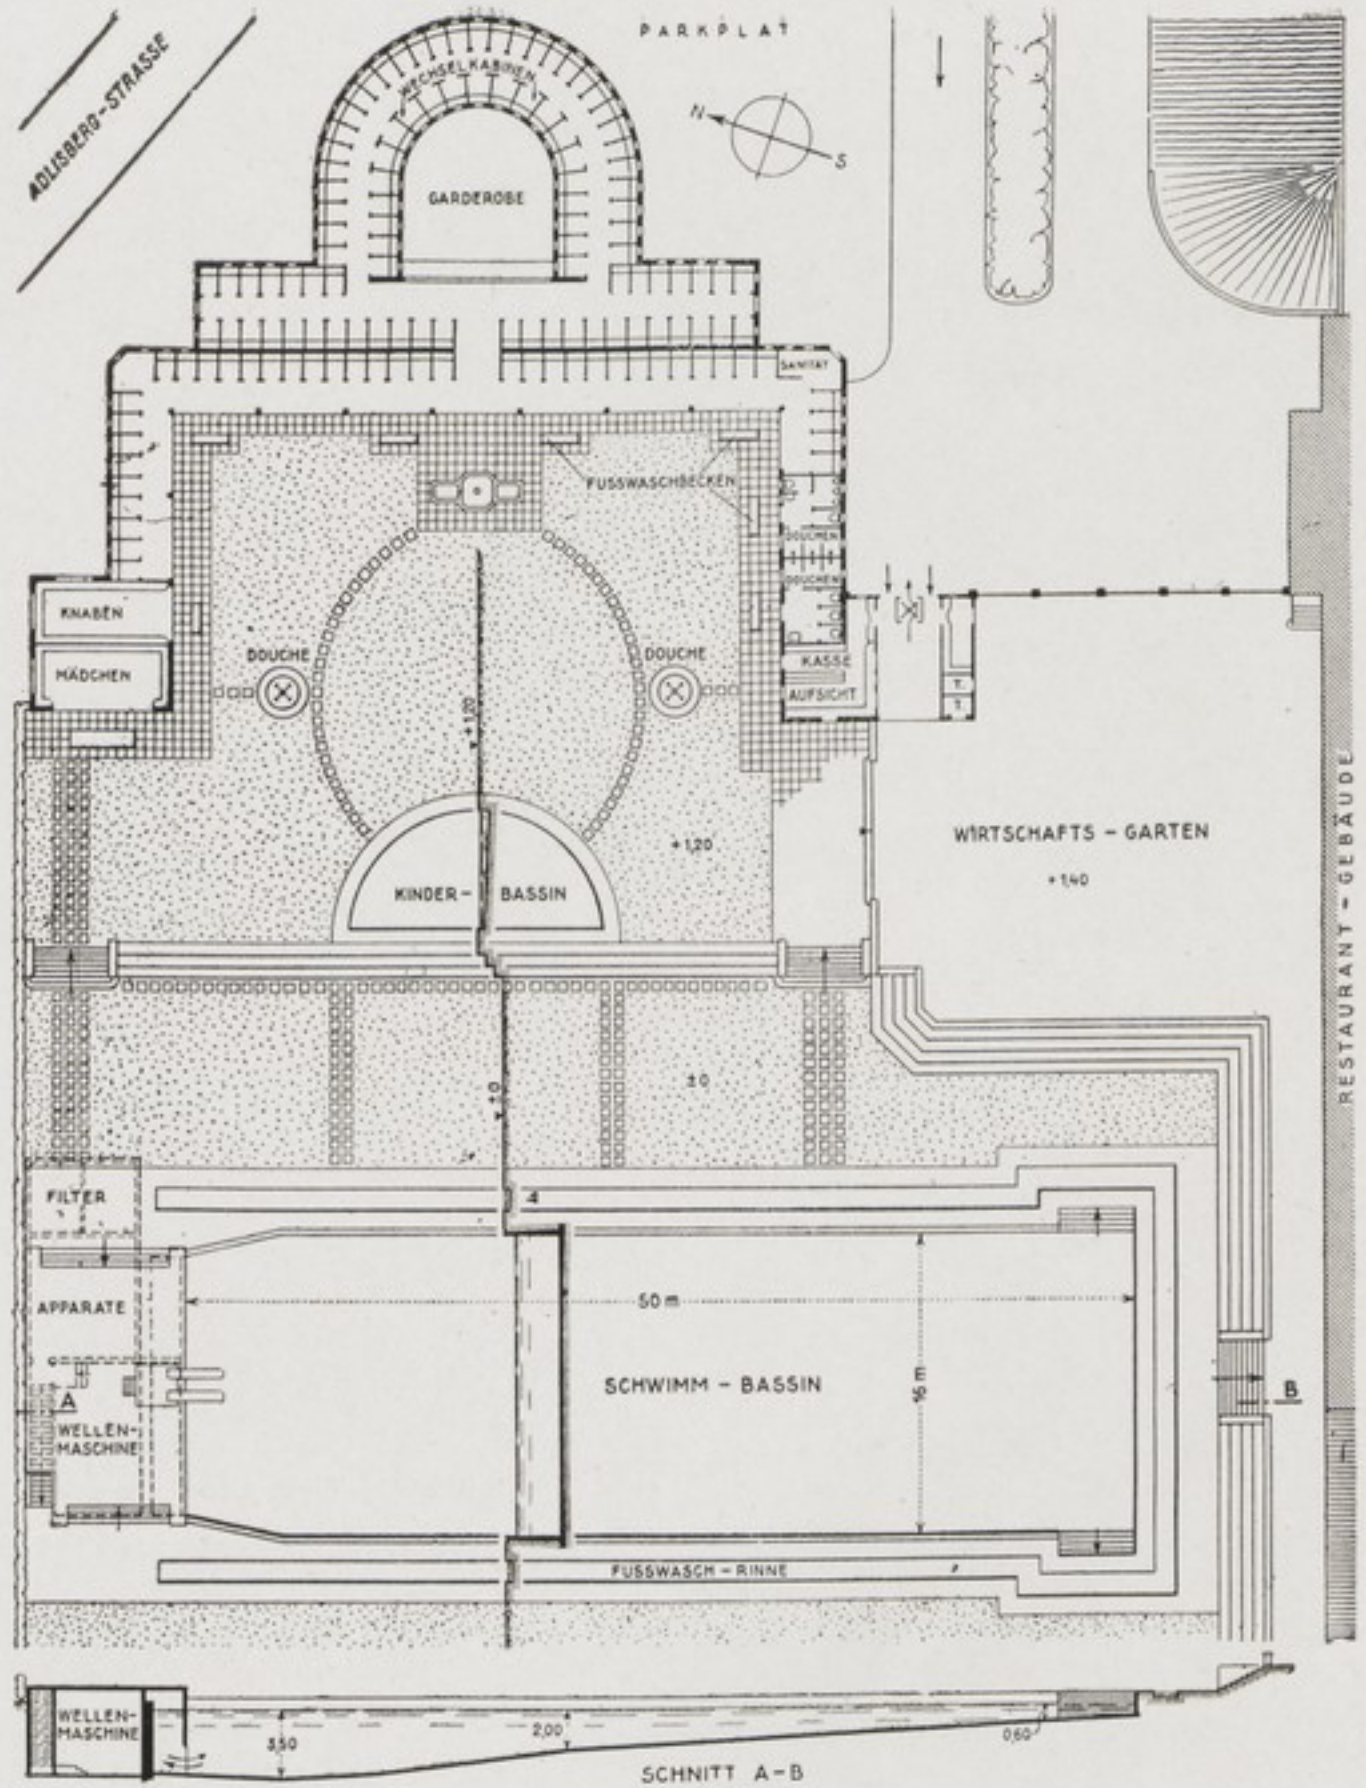 PARKPLAT
ADLISBERG-STRASSE
WECHSELKABINEN
N
S
GARDEROBE
SANITÄT
FUSSWASCHBECKEN
DOUCHEN
DOUCHEN
KNABEN
MÄDCHEN
DOUCHE
DOUCHE
KASSE
AUFSICHT
T.
T.
+1,20
WIRTSCHAFTS-GARTEN
+1,40
+1,20
KINDER-BASSIN
RESTAURANT-GEBÄUDE
±0
±0
FILTER
4
APPARATE
50 m
SCHWIMM-BASSIN
16 m
A
B
WELLEN-
MASCHINE
FUSSWASCH-RINNE
WELLEN-
MASCHINE
3,50
2,00
0,60
SCHNITT A-B